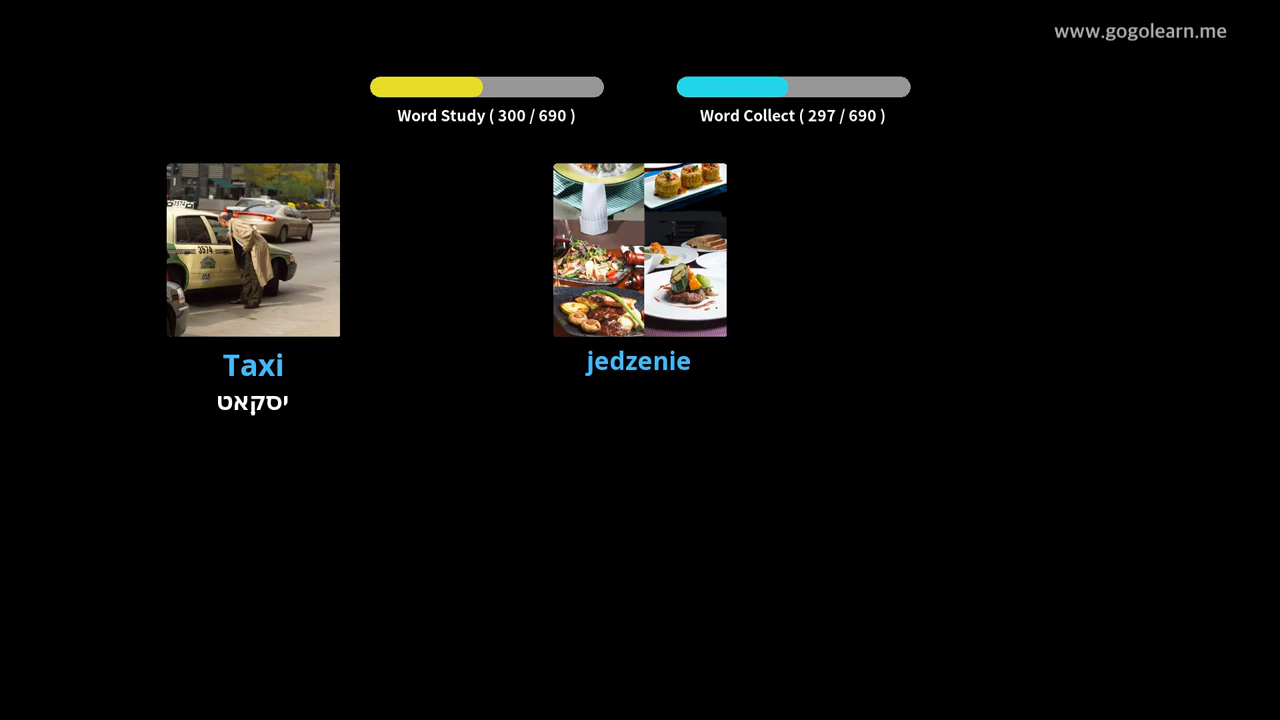 www.gogolearn.me
Word Study ( 300 / 690 )
Word Collect ( 297 / 690 )
Taxi
יסקאט
jedzenie